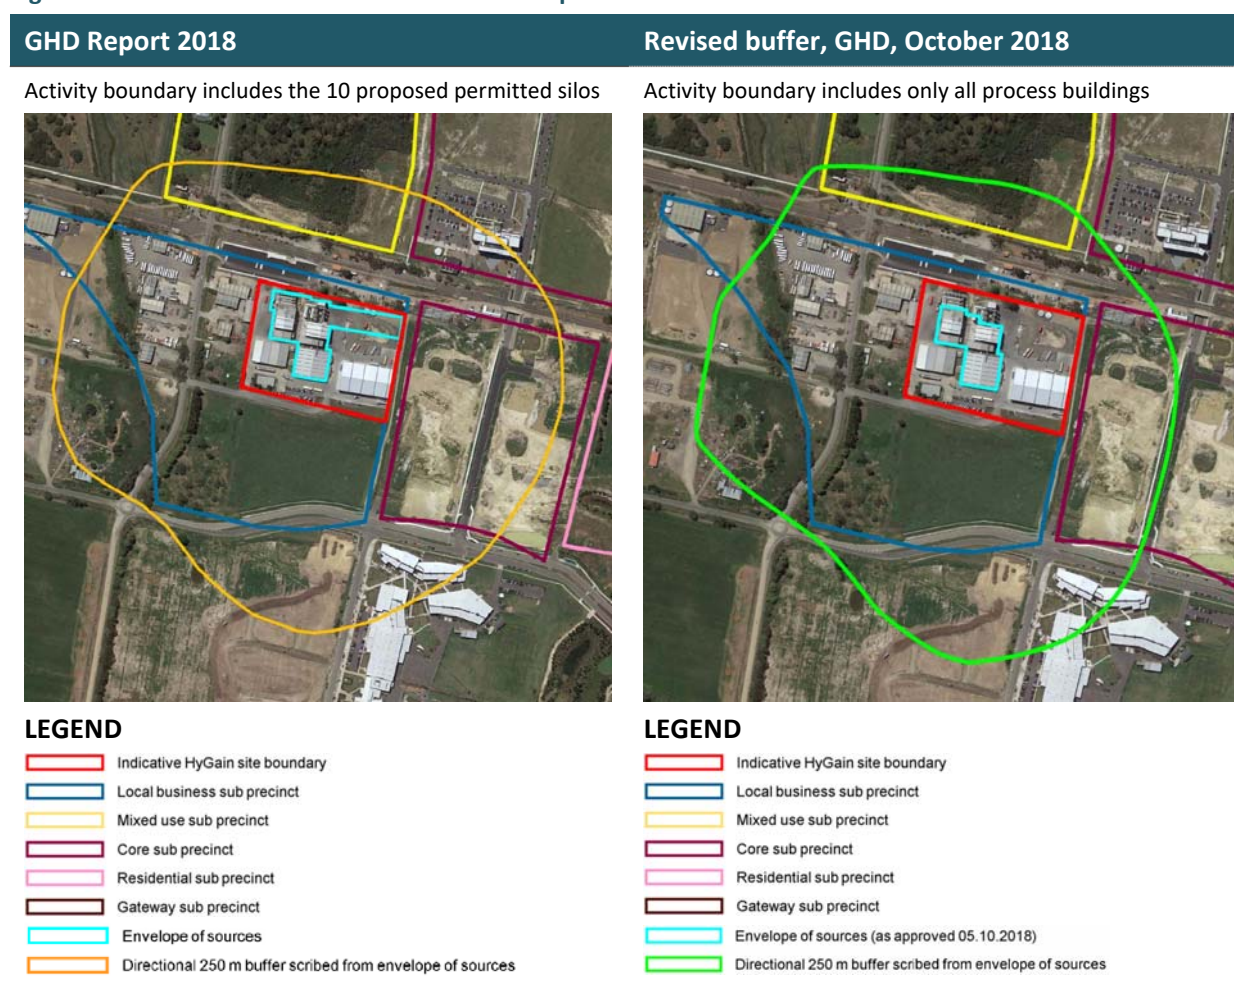 GHD Report 2018
Revised buffer, GHD, October 2018
Activity boundary includes the 10 proposed permitted silos
Activity boundary includes only all process buildings
LEGEND
Indicative HyGain site boundary
Local business sub precinct
Mixed use sub precinct
Core sub precinct
Residential sub precinct
Gateway sub precinct
Envelope of sources
Directional 250 m buffer scribed from envelope of sources
LEGEND
Indicative HyGain site boundary
Local business sub precinct
Mixed use sub precinct
Core sub precinct
Residential sub precinct
Gateway sub precinct
Envelope of sources (as approved 05.10.2018)
Directional 250 m buffer scribed from envelope of sources